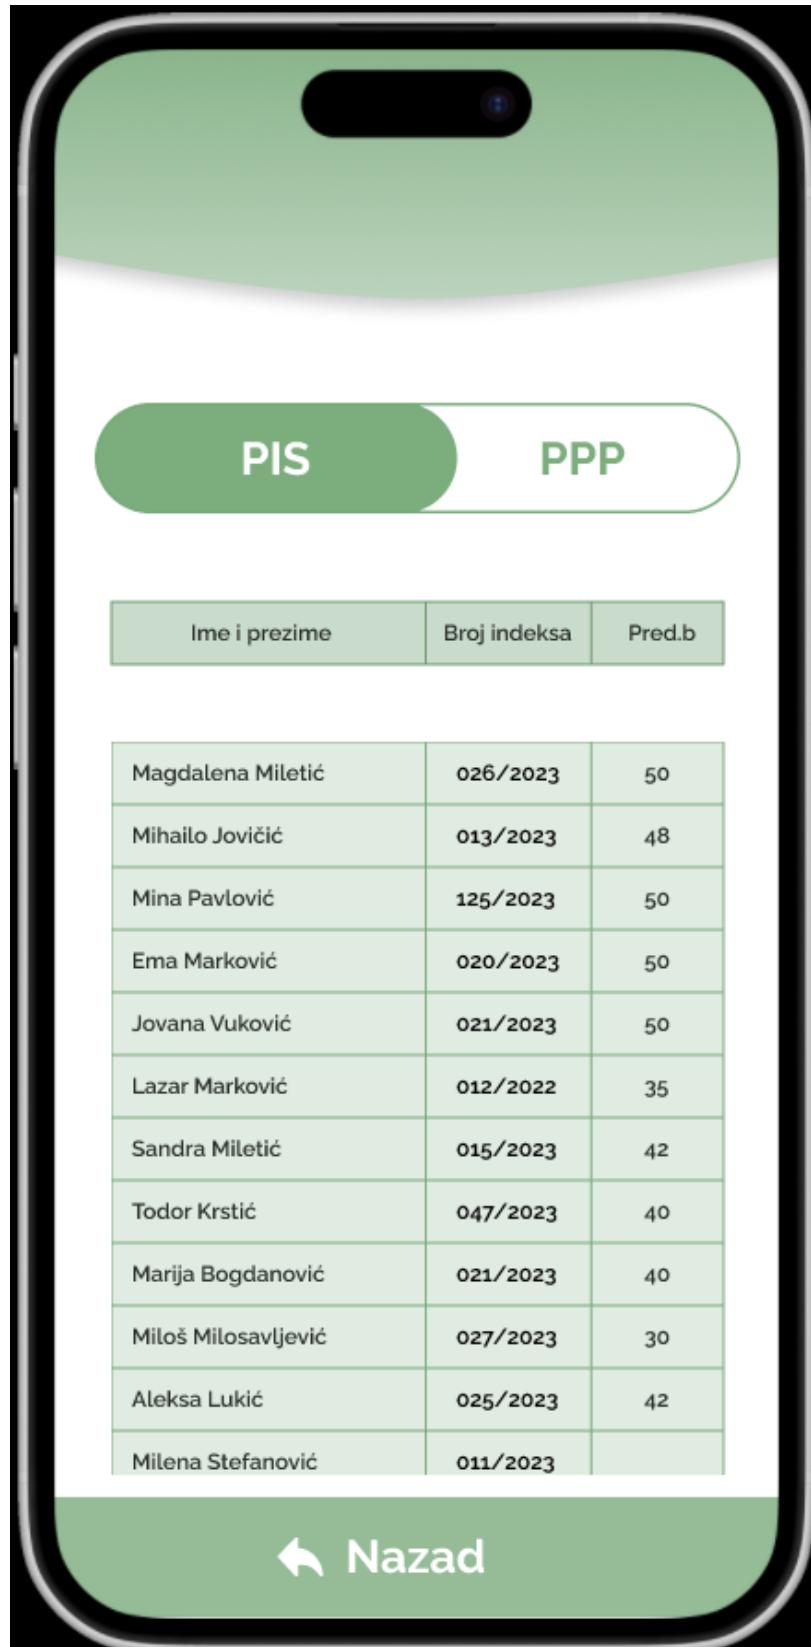 PIS PPP
Ime i prezime Broj indeksa Pred.b
Magdalena Miletić 026/2023 50
Mihailo Jovičić 013/2023 48
Mina Pavlović 125/2023 50
Ema Marković 020/2023 50
Jovana Vuković 021/2023 50
Lazar Marković 012/2022 35
Sandra Miletić 015/2023 42
Todor Krstić 047/2023 40
Marija Bogdanović 021/2023 40
Miloš Milosavljević 027/2023 30
Aleksa Lukić 025/2023 42
Milena Stefanović 011/2023
Nazad